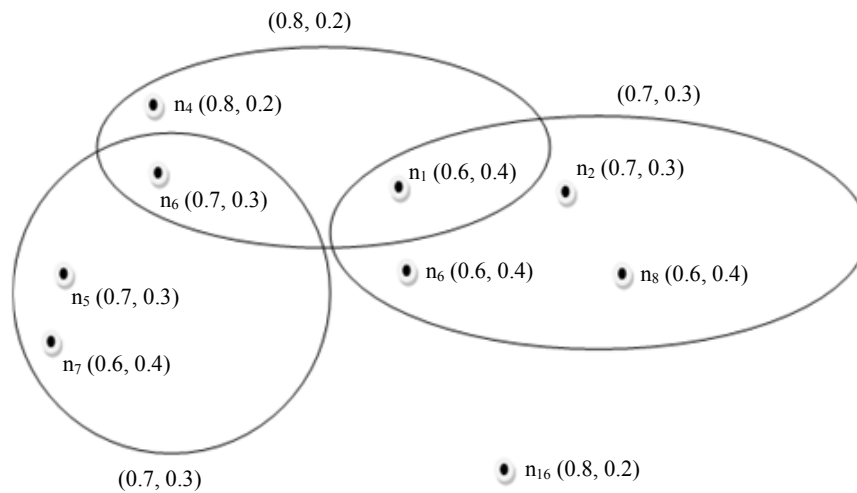 (0.8, 0.2)
n₄ (0.8, 0.2)
(0.7, 0.3)
n₁ (0.6, 0.4)
n₂ (0.7, 0.3)
n₆ (0.7, 0.3)
n₆ (0.6, 0.4)
n₈ (0.6, 0.4)
n₅ (0.7, 0.3)
n₇ (0.6, 0.4)
(0.7, 0.3)
n₁₆ (0.8, 0.2)